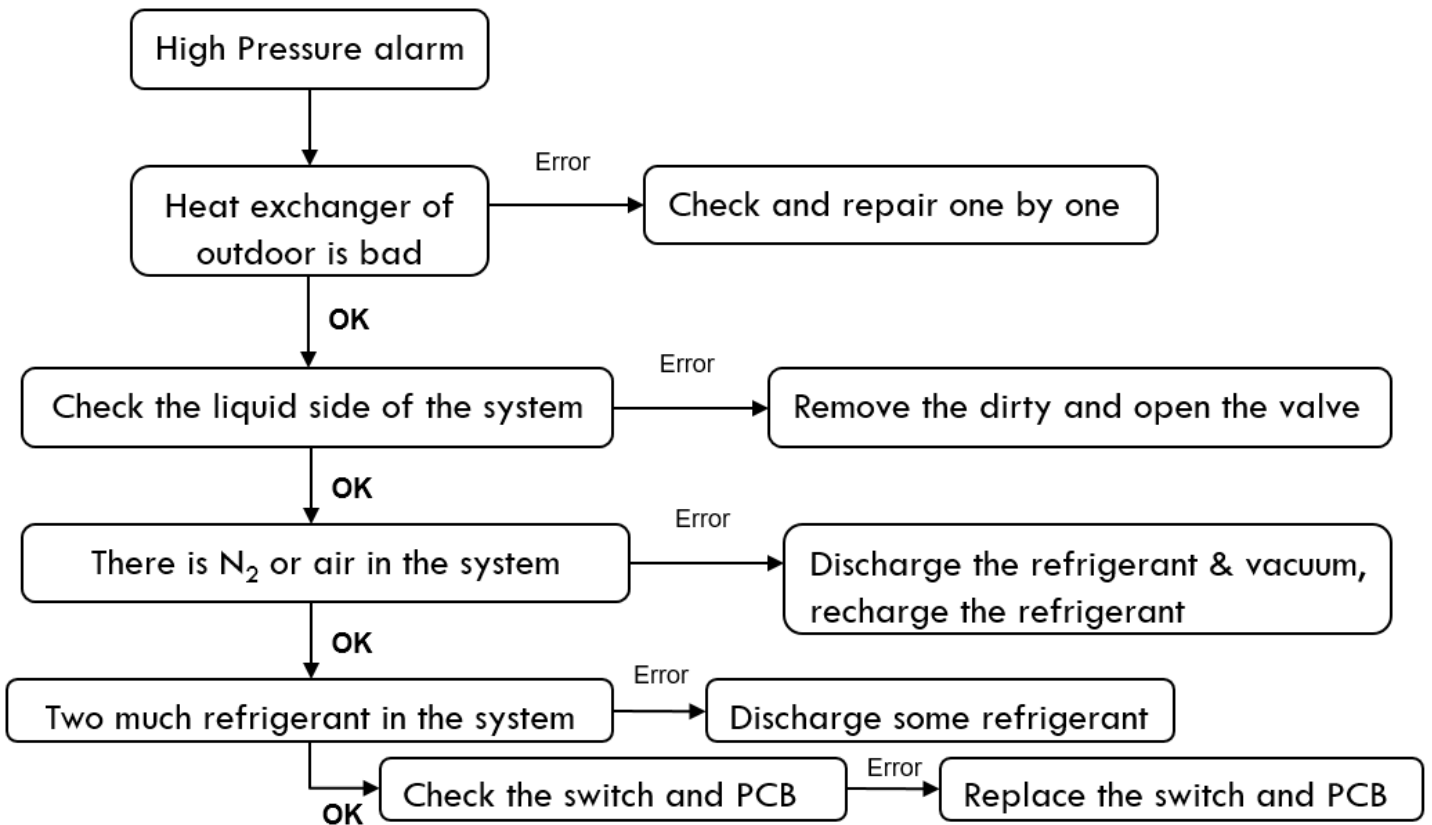 High Pressure alarm
Error
Heat exchanger of
outdoor is bad
Check and repair one by one
OK
Error
Check the liquid side of the system
Remove the dirty and open the valve
OK
Error
There is N₂ or air in the system
Discharge the refrigerant & vacuum,
recharge the refrigerant
OK
Error
Two much refrigerant in the system
Discharge some refrigerant
OK
Check the switch and PCB
Error
Replace the switch and PCB